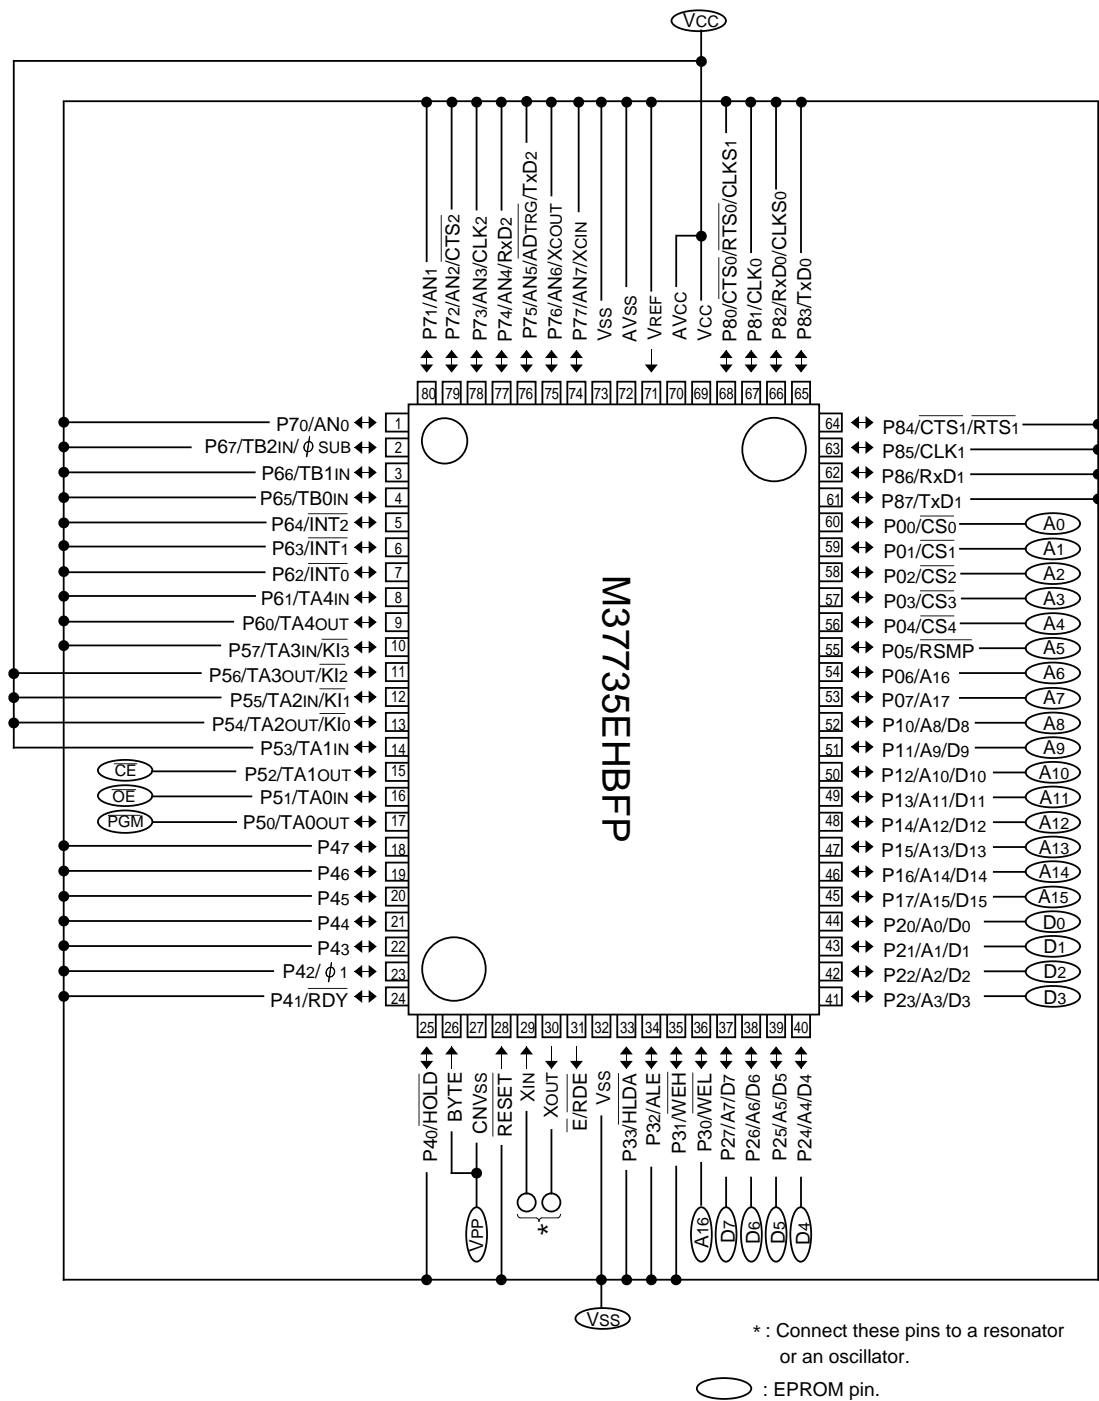 VCC
P71/AN1
P72/AN2/CTS2
P73/AN3/CLK2
P74/AN4/RxD2
P75/AN5/ADTRG/TxD2
P76/AN6/XCOUT
P77/AN7/XCIN
VSS
AVSS
VREF
AVCC
VCC
P80/CTS0/RTS0/CLKS1
P81/CLK0
P82/RxD0/CLKS0
P83/TxD0
80 79 78 77 76 75 74 73 72 71 70 69 68 67 66 65
P70/AN0 1
P67/TB2IN/ϕSUB 2
P66/TB1IN 3
P65/TB0IN 4
P64/INT2 5
P63/INT1 6
P62/INT0 7
P61/TA4IN 8
P60/TA4OUT 9
P57/TA3IN/KI3 10
P56/TA3OUT/KI2 11
P55/TA2IN/KI1 12
P54/TA2OUT/KI0 13
P53/TA1IN 14
CE P52/TA1OUT 15
OE P51/TA0IN 16
PGM P50/TA0OUT 17
P47 18
P46 19
P45 20
P44 21
P43 22
P42/ϕ1 23
P41/RDY 24
M37735EHBFP
64 P84/CTS1/RTS1
63 P85/CLK1
62 P86/RxD1
61 P87/TxD1
60 P00/CS0 A0
59 P01/CS1 A1
58 P02/CS2 A2
57 P03/CS3 A3
56 P04/CS4 A4
55 P05/RSMP A5
54 P06/A16 A6
53 P07/A17 A7
52 P10/A8/D8 A8
51 P11/A9/D9 A9
50 P12/A10/D10 A10
49 P13/A11/D11 A11
48 P14/A12/D12 A12
47 P15/A13/D13 A13
46 P16/A14/D14 A14
45 P17/A15/D15 A15
44 P20/A0/D0 D0
43 P21/A1/D1 D1
42 P22/A2/D2 D2
41 P23/A3/D3 D3
25 26 27 28 29 30 31 32 33 34 35 36 37 38 39 40
P40/HOLD
BYTE
CNVSS
RESET
XIN
XOUT
E/RDE
VSS
P33/HLDA
P32/ALE
P31/WEH
P30/WEL
P27/A7/D7
P26/A6/D6
P25/A5/D5
P24/A4/D4
VPP
*
A16
D7
D6
D5
D4
VSS
* : Connect these pins to a resonator
or an oscillator.
: EPROM pin.